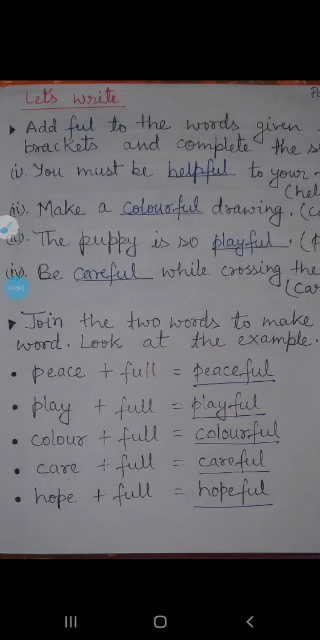 Let's write
▸ Add ful to the words given
brackets and complete the s
(i). You must be helpful to your
(hel
(ii). Make a colourful drawing. (co
The puppy is so playful. (p
(iv). Be careful while crossing the
(car
▸ Join the two words to make
word. Look at the example.
• peace + full = peaceful
• play + full = playful
• colour + full = colourful
• care + full = careful
• hope + full = hopeful